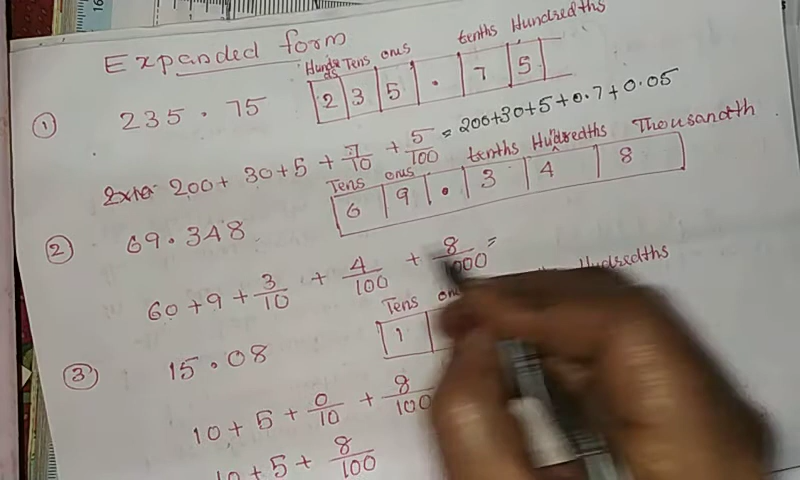 Expanded form
Hundreds Tens ones tenths Hundredths
① 235.75 2 3 5 . 7 5
200 + 30 + 5 + 7/10 + 5/100 = 200+30+5+0.7+0.05
Tens ones tenths Hundredths Thousandth
② 69.348 6 9 . 3 4 8
60 + 9 + 3/10 + 4/100 + 8/1000 =
Tens ones Hundredths
③ 15.08 1
10 + 5 + 0/10 + 8/100
10 + 5 + 8/100